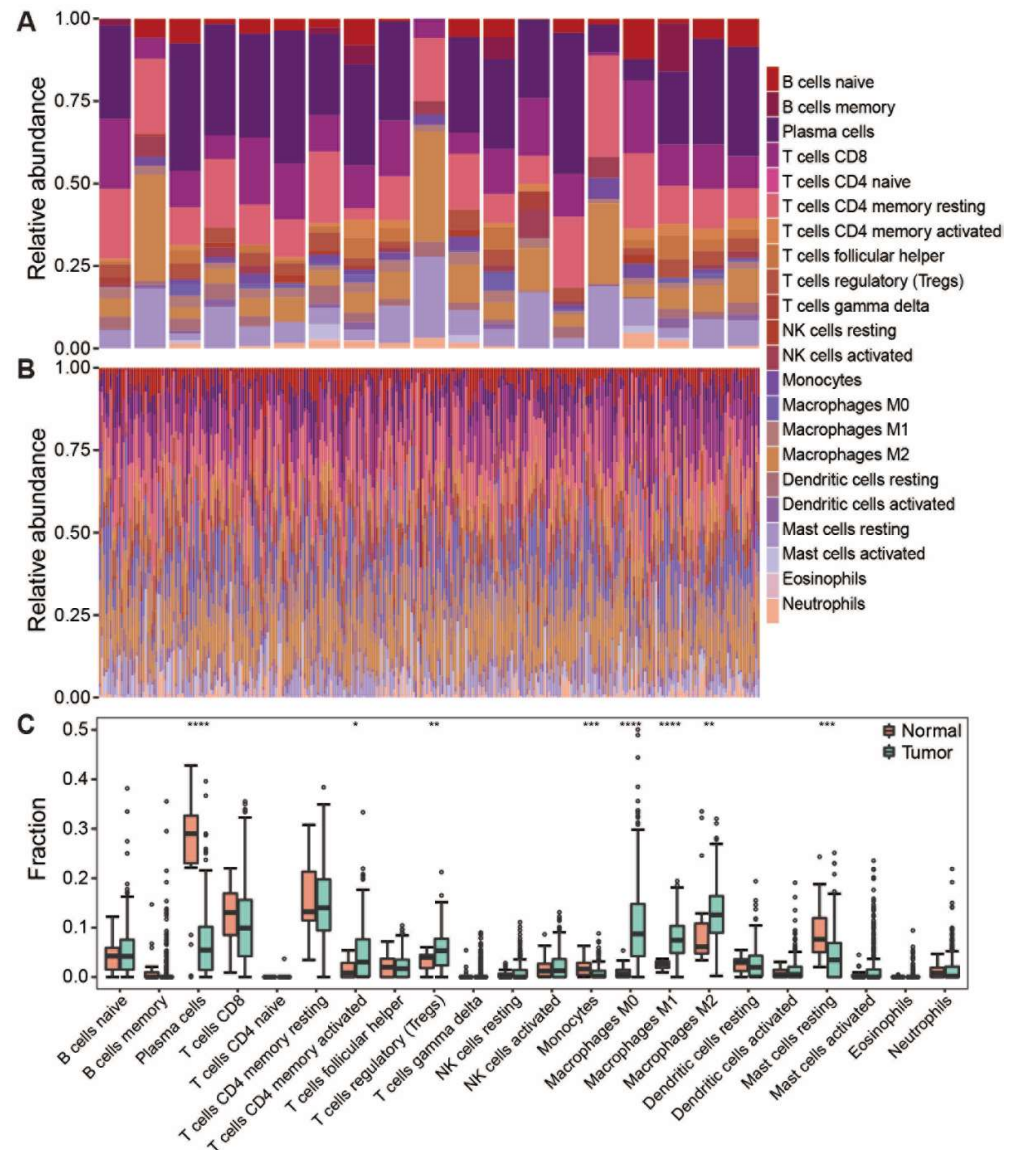 A
1.00
0.75
0.50
0.25
0.00
Relative abundance
B cells naive
B cells memory
Plasma cells
T cells CD8
T cells CD4 naive
T cells CD4 memory resting
T cells CD4 memory activated
T cells follicular helper
T cells regulatory (Tregs)
T cells gamma delta
NK cells resting
NK cells activated
Monocytes
Macrophages M0
Macrophages M1
Macrophages M2
Dendritic cells resting
Dendritic cells activated
Mast cells resting
Mast cells activated
Eosinophils
Neutrophils
B
1.00
0.75
0.50
0.25
0.00
Relative abundance
C
0.5
0.4
0.3
0.2
0.1
0.0
Fraction
****
*
**
***
****
****
**
***
Normal
Tumor
B cells naive
B cells memory
Plasma cells
T cells CD8
T cells CD4 naive
T cells CD4 memory resting
T cells CD4 memory activated
T cells follicular helper
T cells regulatory (Tregs)
T cells gamma delta
NK cells resting
NK cells activated
Monocytes
Macrophages M0
Macrophages M1
Macrophages M2
Dendritic cells resting
Dendritic cells activated
Mast cells resting
Mast cells activated
Eosinophils
Neutrophils